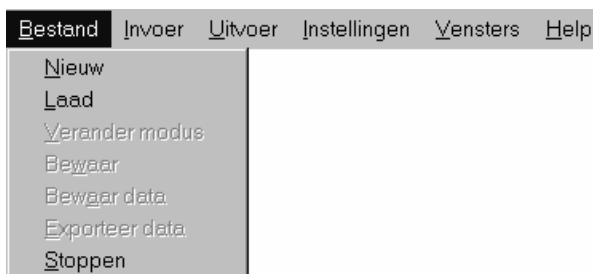 Bestand Invoer Uitvoer Instellingen Vensters Help
Nieuw
Laad
Verander modus
Bewaar
Bewaar data
Exporteer data
Stoppen